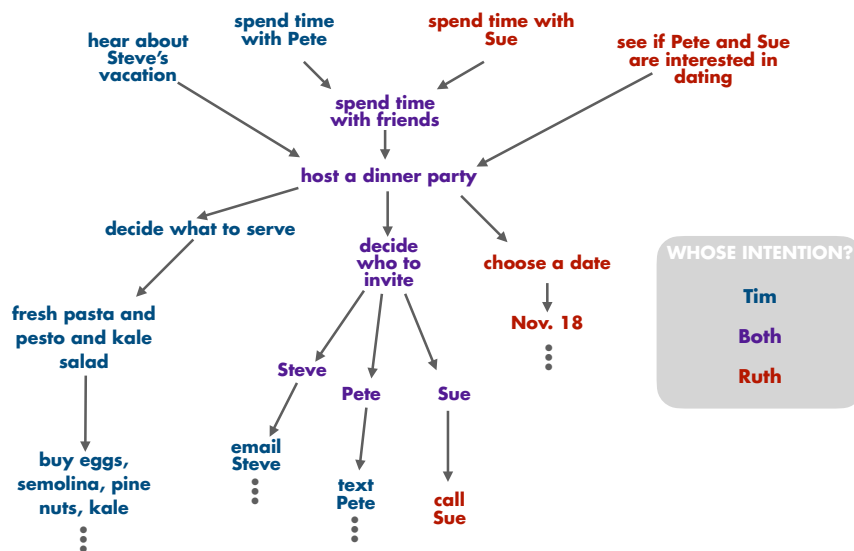 hear about
Steve's
vacation
spend time
with Pete
spend time with
Sue
see if Pete and Sue
are interested in
dating
spend time
with friends
host a dinner party
decide what to serve
decide
who to
invite
choose a date
WHOSE INTENTION?
Tim
Both
Ruth
fresh pasta and
pesto and kale
salad
Nov. 18
Steve
Pete
Sue
buy eggs,
semolina, pine
nuts, kale
email
Steve
text
Pete
call
Sue